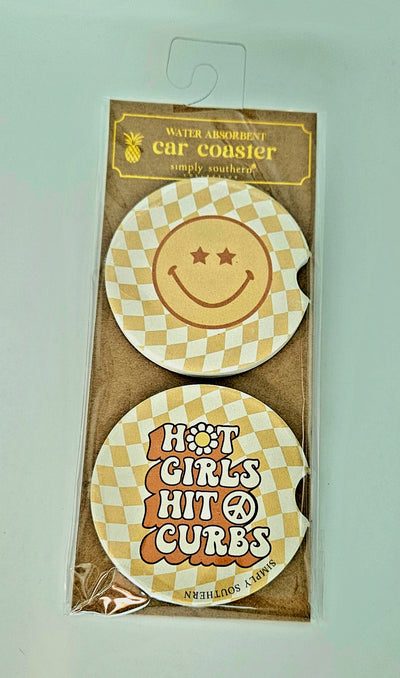 WATER ABSORBENT
car coaster
simply southern®
HOT
GIRLS
HIT
CURBS
SIMPLY SOUTHERN